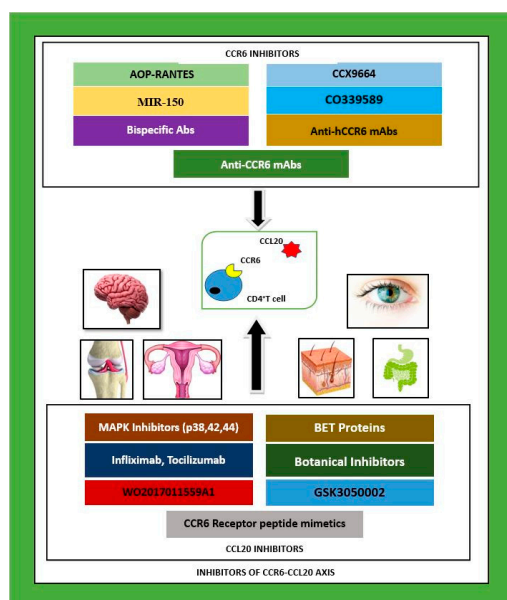 CCR6 INHIBITORS
AOP-RANTES
CCX9664
MIR-150
CO339589
Bispecific Abs
Anti-hCCR6 mAbs
Anti-CCR6 mAbs
CCL20
CCR6
CD4⁺T cell
MAPK Inhibitors (p38,42,44)
BET Proteins
Infliximab, Tocilizumab
Botanical Inhibitors
WO2017011559A1
GSK3050002
CCR6 Receptor peptide mimetics
CCL20 INHIBITORS
INHIBITORS OF CCR6-CCL20 AXIS